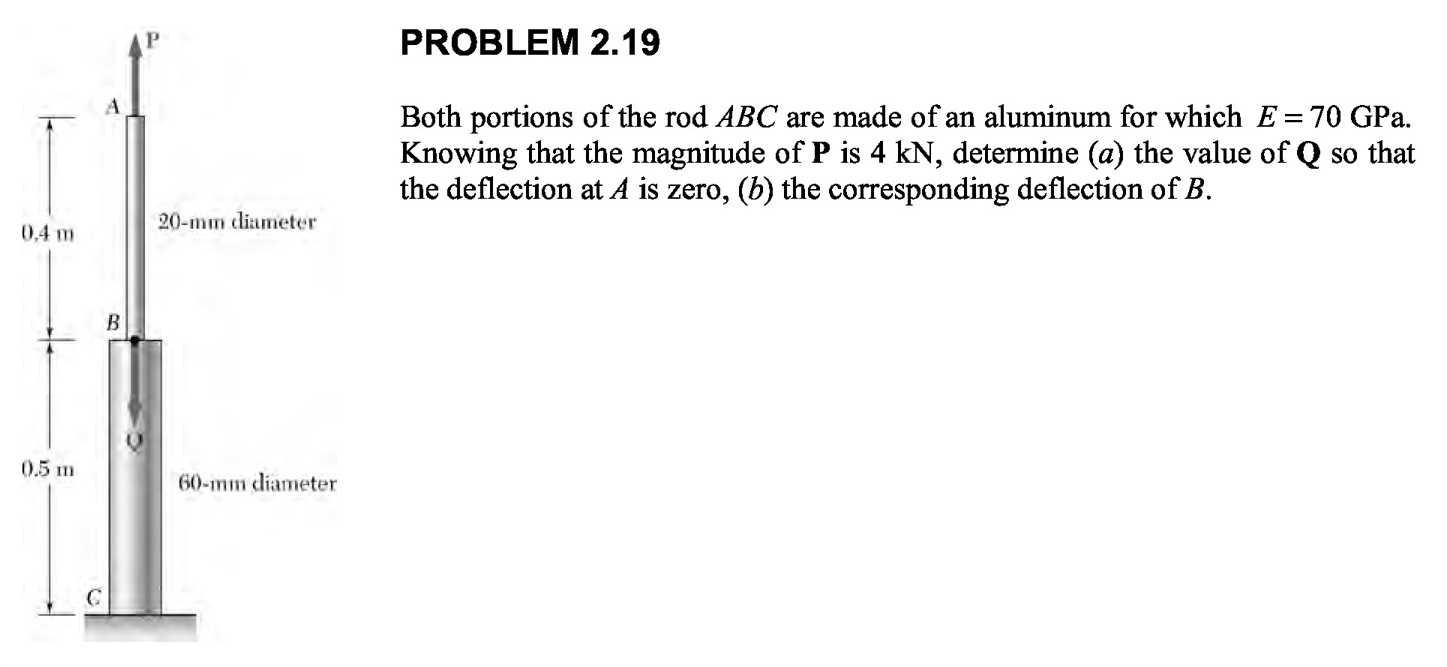 PROBLEM 2.19
Both portions of the rod ABC are made of an aluminum for which E = 70 GPa.
Knowing that the magnitude of P is 4 kN, determine (a) the value of Q so that
the deflection at A is zero, (b) the corresponding deflection of B.
P
A
0.4 m
20-mm diameter
B
Q
0.5 m
60-mm diameter
C